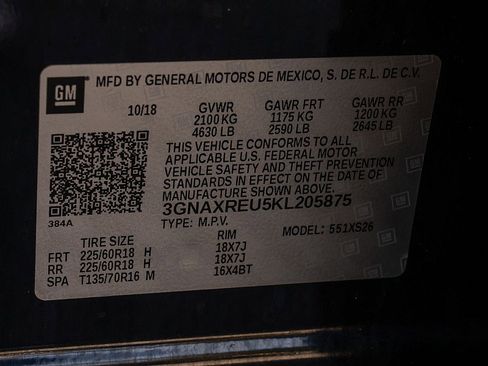 GM MFD BY GENERAL MOTORS DE MEXICO, S. DE R.L. DE C.V.
10/18 GVWR GAWR FRT GAWR RR
2100 KG 1175 KG 1200 KG
4630 LB 2590 LB 2645 LB
THIS VEHICLE CONFORMS TO ALL
APPLICABLE U.S. FEDERAL MOTOR
VEHICLE SAFETY AND THEFT PREVENTION
STANDARDS IN EFFECT ON THE DATE OF
MANUFACTURE SHOWN ABOVE.
3GNAXREU5KL205875
384A TYPE: M.P.V. MODEL: 551XS26
TIRE SIZE RIM
FRT 225/60R18 H 18X7J
RR 225/60R18 H 18X7J
SPA T135/70R16 M 16X4BT